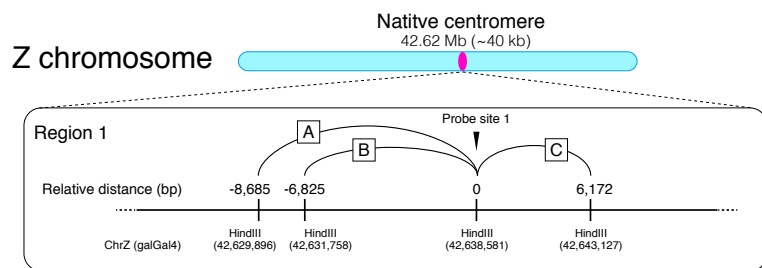 Natitve centromere
42.62 Mb (~40 kb)
Z chromosome
Region 1
Probe site 1
A
B
C
Relative distance (bp) -8,685 -6,825 0 6,172
HindIII HindIII HindIII HindIII
ChrZ (galGal4) (42,629,896) (42,631,758) (42,638,581) (42,643,127)